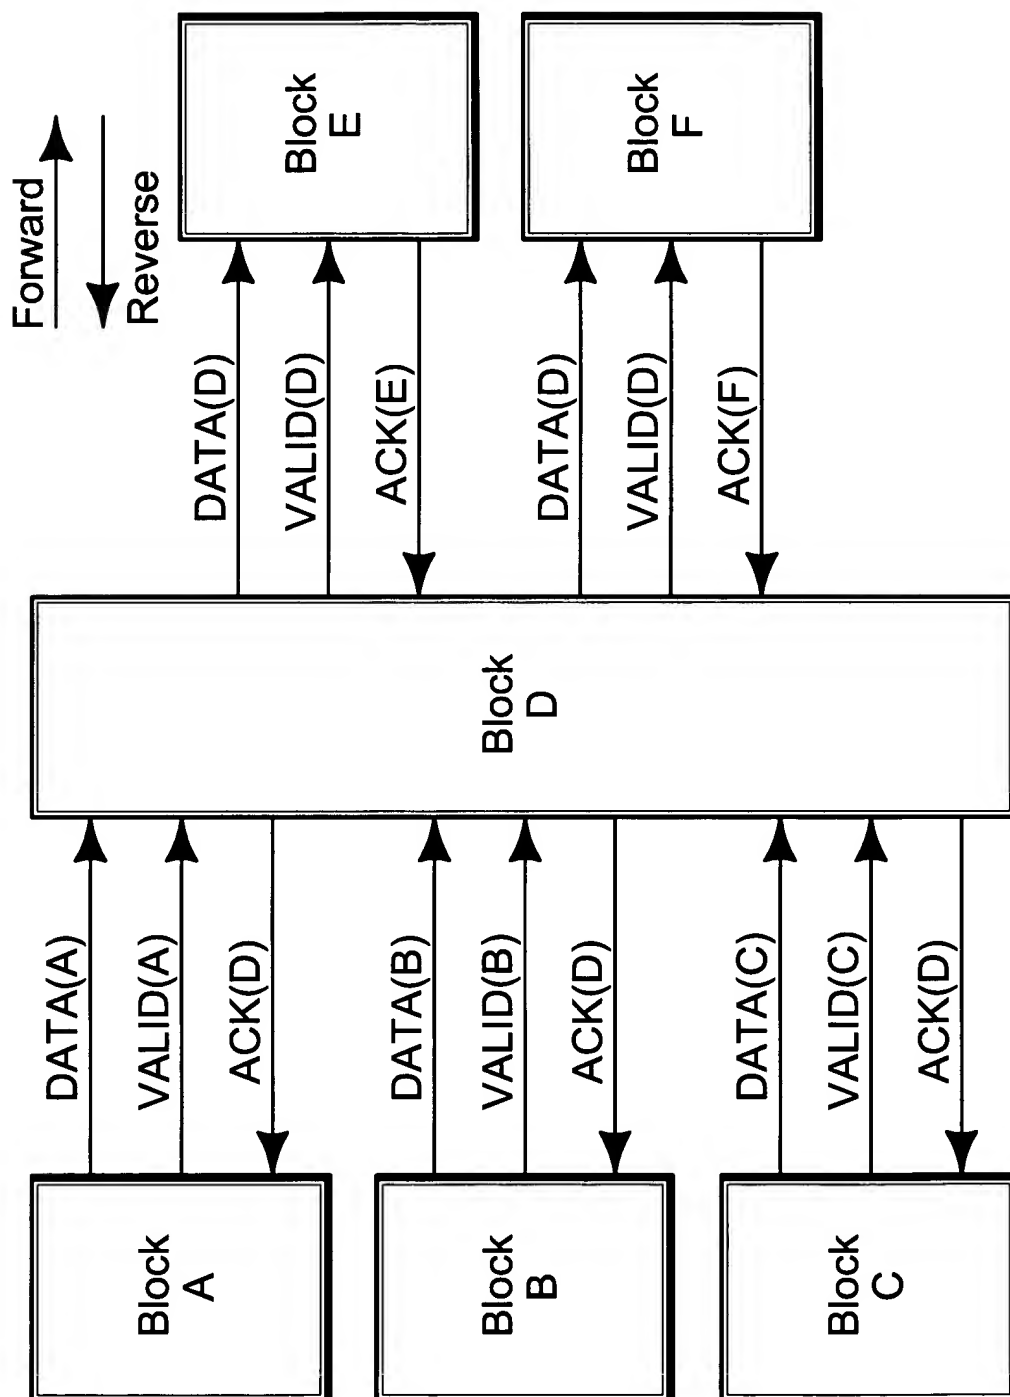 Forward
Reverse
Block
E
Block
F
DATA(D)
VALID(D)
ACK(E)
DATA(D)
VALID(D)
ACK(F)
Block
D
DATA(A)
VALID(A)
ACK(D)
DATA(B)
VALID(B)
ACK(D)
DATA(C)
VALID(C)
ACK(D)
Block
A
Block
B
Block
C